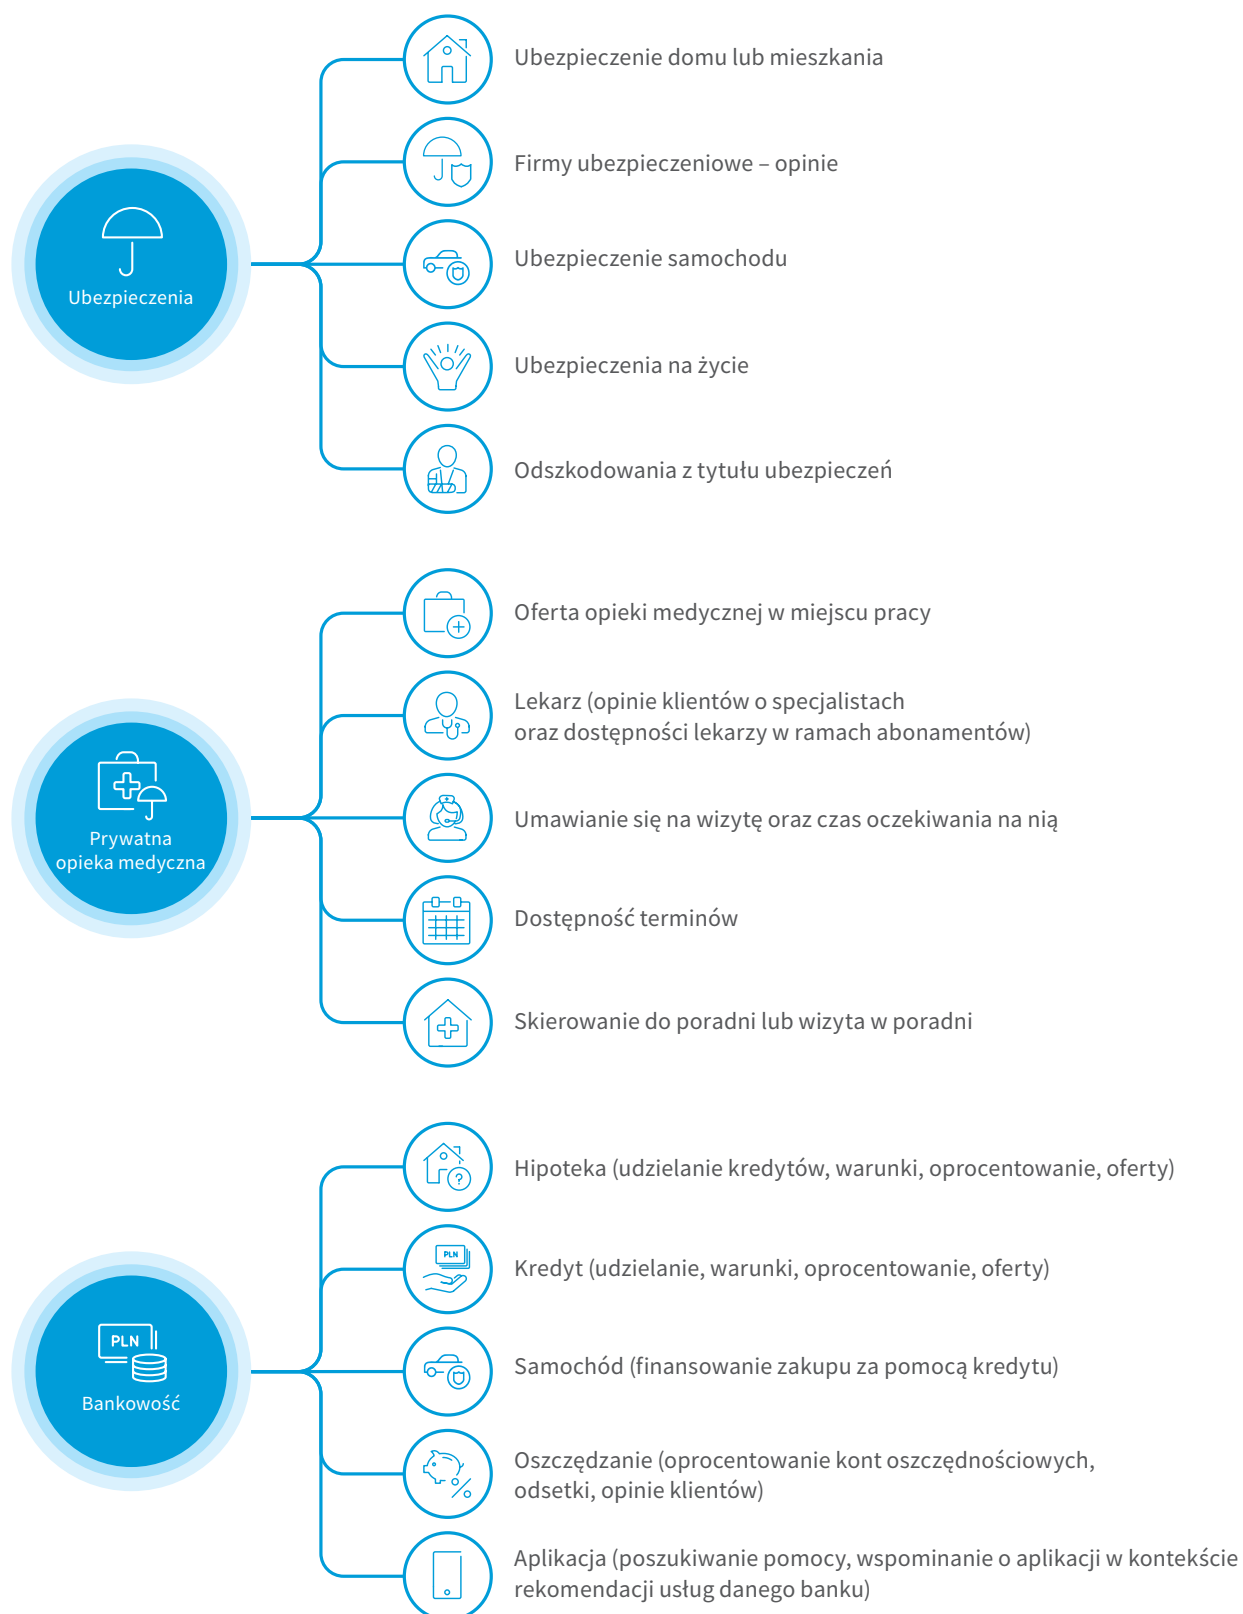 Ubezpieczenia
Ubezpieczenie domu lub mieszkania
Firmy ubezpieczeniowe – opinie
Ubezpieczenie samochodu
Ubezpieczenia na życie
Odszkodowania z tytułu ubezpieczeń
Prywatna
opieka medyczna
Oferta opieki medycznej w miejscu pracy
Lekarz (opinie klientów o specjalistach
oraz dostępności lekarzy w ramach abonamentów)
Umawianie się na wizytę oraz czas oczekiwania na nią
Dostępność terminów
Skierowanie do poradni lub wizyta w poradni
PLN
Bankowość
Hipoteka (udzielanie kredytów, warunki, oprocentowanie, oferty)
?
PLN
Kredyt (udzielanie, warunki, oprocentowanie, oferty)
Samochód (finansowanie zakupu za pomocą kredytu)
%
Oszczędzanie (oprocentowanie kont oszczędnościowych,
odsetki, opinie klientów)
Aplikacja (poszukiwanie pomocy, wspominanie o aplikacji w kontekście
rekomendacji usług danego banku)